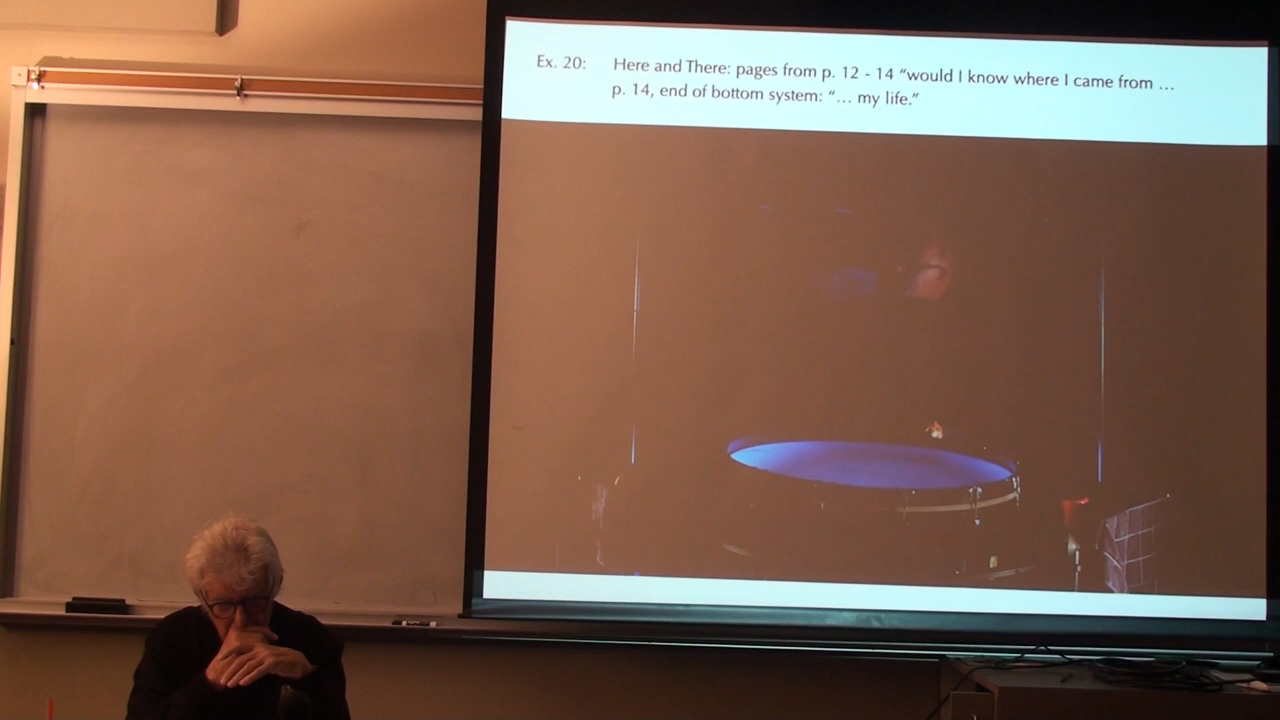 Ex. 20: Here and There: pages from p. 12 - 14 “would I know where I came from …
p. 14, end of bottom system: “… my life.”